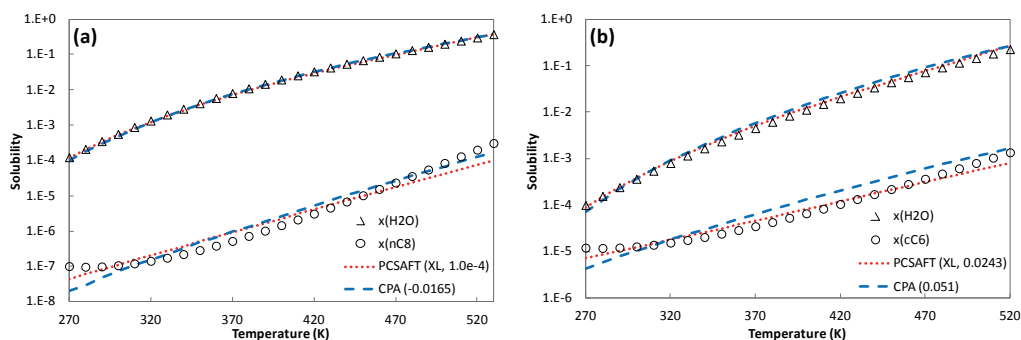 (a)
Solubility
1.E+0
1.E-1
1.E-2
1.E-3
1.E-4
1.E-5
1.E-6
1.E-7
1.E-8
270
320
370
420
470
520
Temperature (K)
x(H2O)
x(nC8)
PCSAFT (XL, 1.0e-4)
CPA (-0.0165)
(b)
Solubility
1.E+0
1.E-1
1.E-2
1.E-3
1.E-4
1.E-5
1.E-6
270
320
370
420
470
520
Temperature (K)
x(H2O)
x(cC6)
PCSAFT (XL, 0.0243)
CPA (0.051)